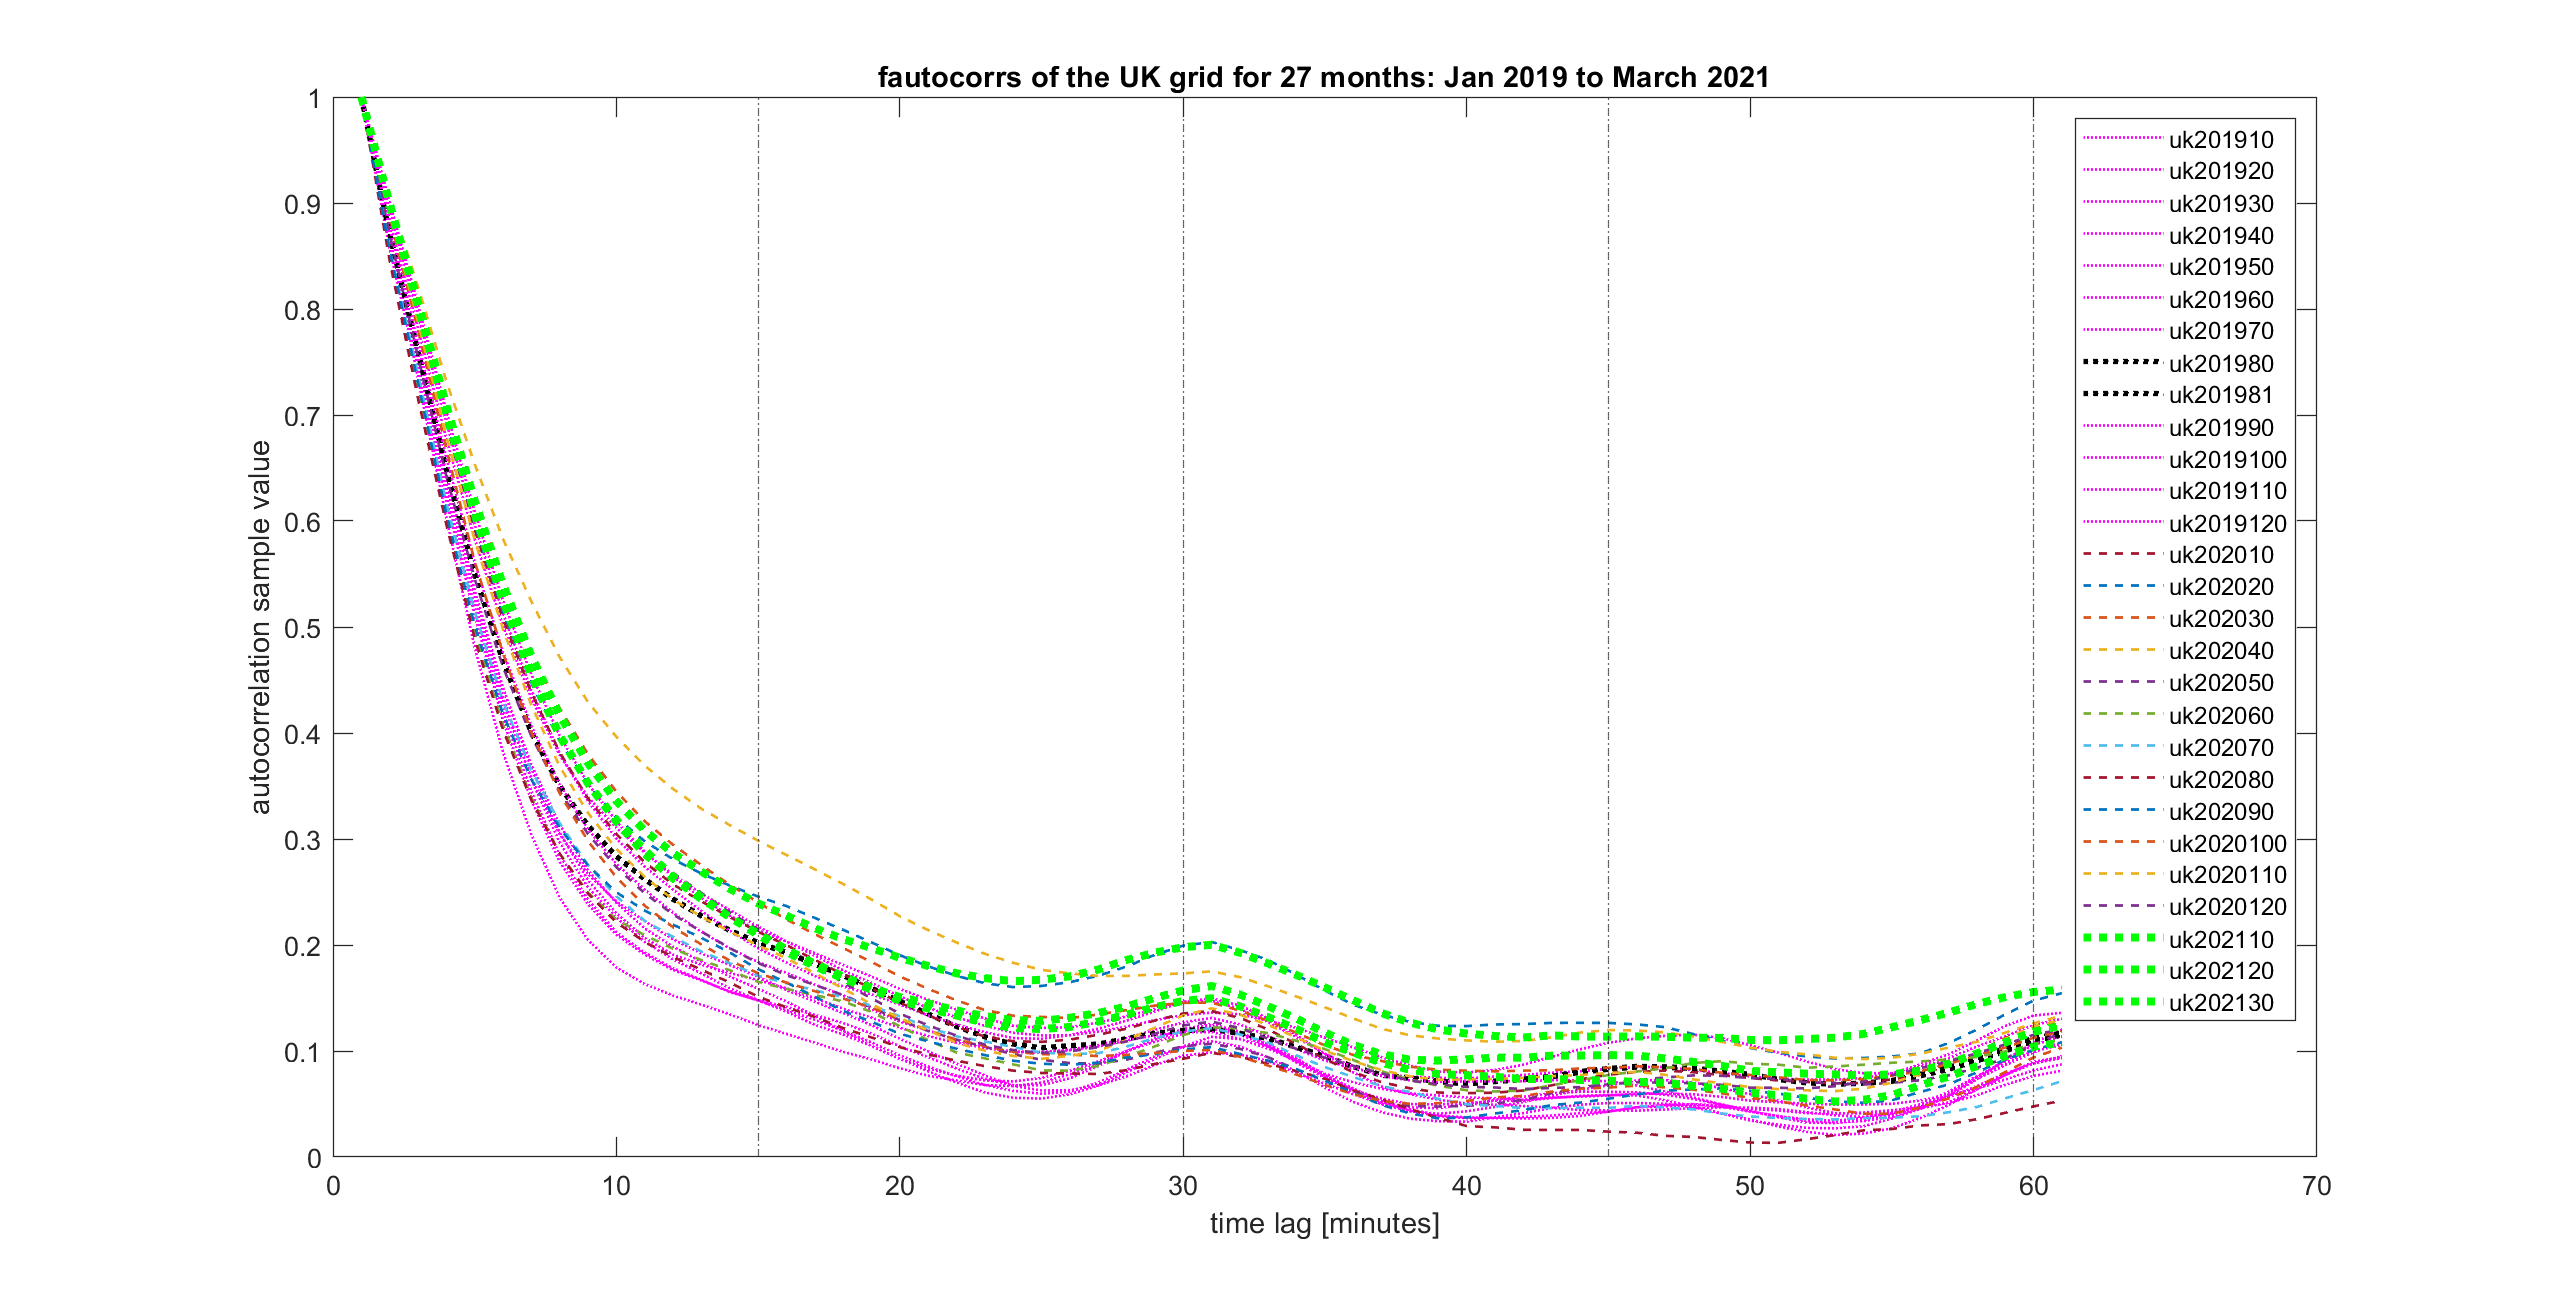 fautocorrs of the UK grid for 27 months: Jan 2019 to March 2021
autocorrelation sample value
1
0.9
0.8
0.7
0.6
0.5
0.4
0.3
0.2
0.1
0
0 10 20 30 40 50 60 70
time lag [minutes]
uk201910
uk201920
uk201930
uk201940
uk201950
uk201960
uk201970
uk201980
uk201981
uk201990
uk2019100
uk2019110
uk2019120
uk202010
uk202020
uk202030
uk202040
uk202050
uk202060
uk202070
uk202080
uk202090
uk2020100
uk2020110
uk2020120
uk202110
uk202120
uk202130